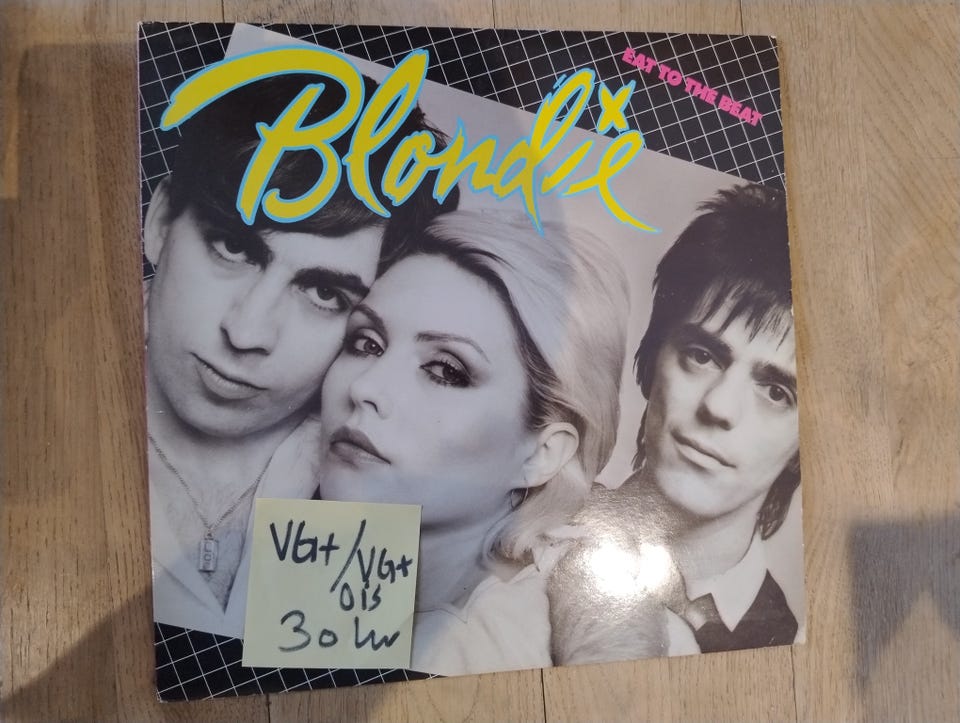 Blondie
EAT TO THE BEAT
VG+/VG+
OIS
30 kr